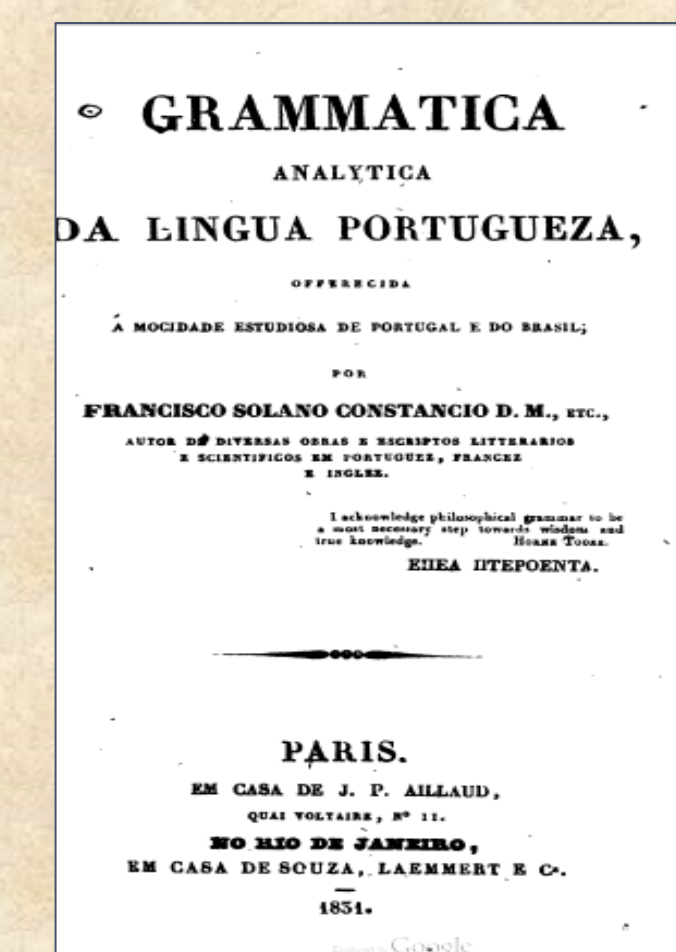 GRAMMATICA
ANALYTICA
DA LINGUA PORTUGUEZA,
OFFERECIDA
Á MOCIDADE ESTUDIOSA DE PORTUGAL E DO BRASIL;
POR
FRANCISCO SOLANO CONSTANCIO D. M., ETC.,
AUTOR DE DIVERSAS OBRAS E ESCRIPTOS LITTERARIOS
E SCIENTIFICOS EM PORTUGUEZ, FRANCEZ
E INGLEZ.
I acknowledge philosophical grammar to be
a most necessary step towards wisdom and
true knowledge. HORNE TOOKE.
ΕΠΕΑ ΠΤΕΡΟΕΝΤΑ.
PARIS.
EM CASA DE J. P. AILLAUD,
QUAI VOLTAIRE, Nº 11.
NO RIO DE JANEIRO,
EM CASA DE SOUZA, LAEMMERT E Cª.
1831.
Google